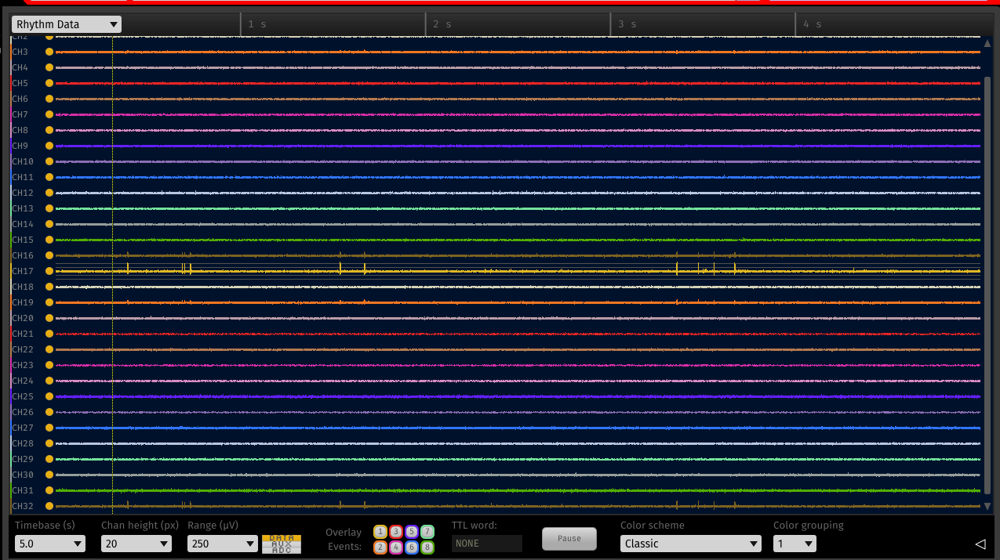 Rhythm Data
1 s
2 s
3 s
4 s
CH2
CH3
CH4
CH5
CH6
CH7
CH8
CH9
CH10
CH11
CH12
CH13
CH14
CH15
CH16
CH17
CH18
CH19
CH20
CH21
CH22
CH23
CH24
CH25
CH26
CH27
CH28
CH29
CH30
CH31
CH32
Timebase (s) Chan height (px) Range (µV)
5.0 20 250
DATA
AUX
ADC
Overlay
Events:
1 3 5 7
2 4 6 8
TTL word:
NONE
Pause
Color scheme
Classic
Color grouping
1